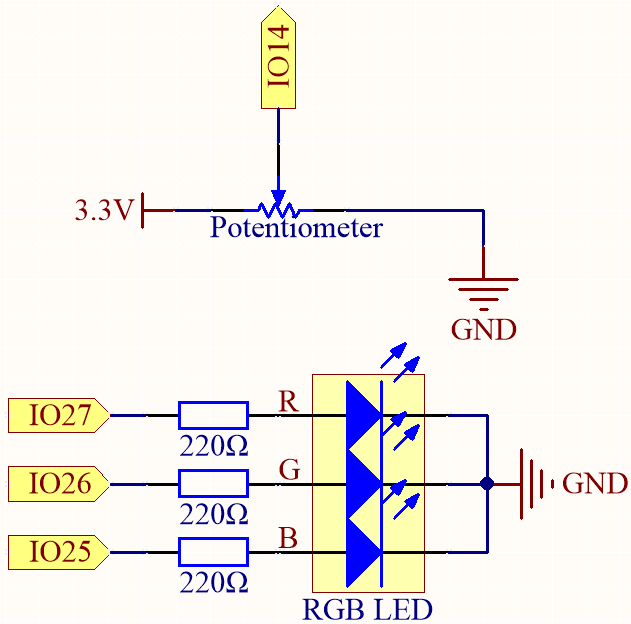 IO14
3.3V
Potentiometer
GND
IO27
R
220Ω
IO26
G
220Ω
GND
IO25
B
220Ω
RGB LED